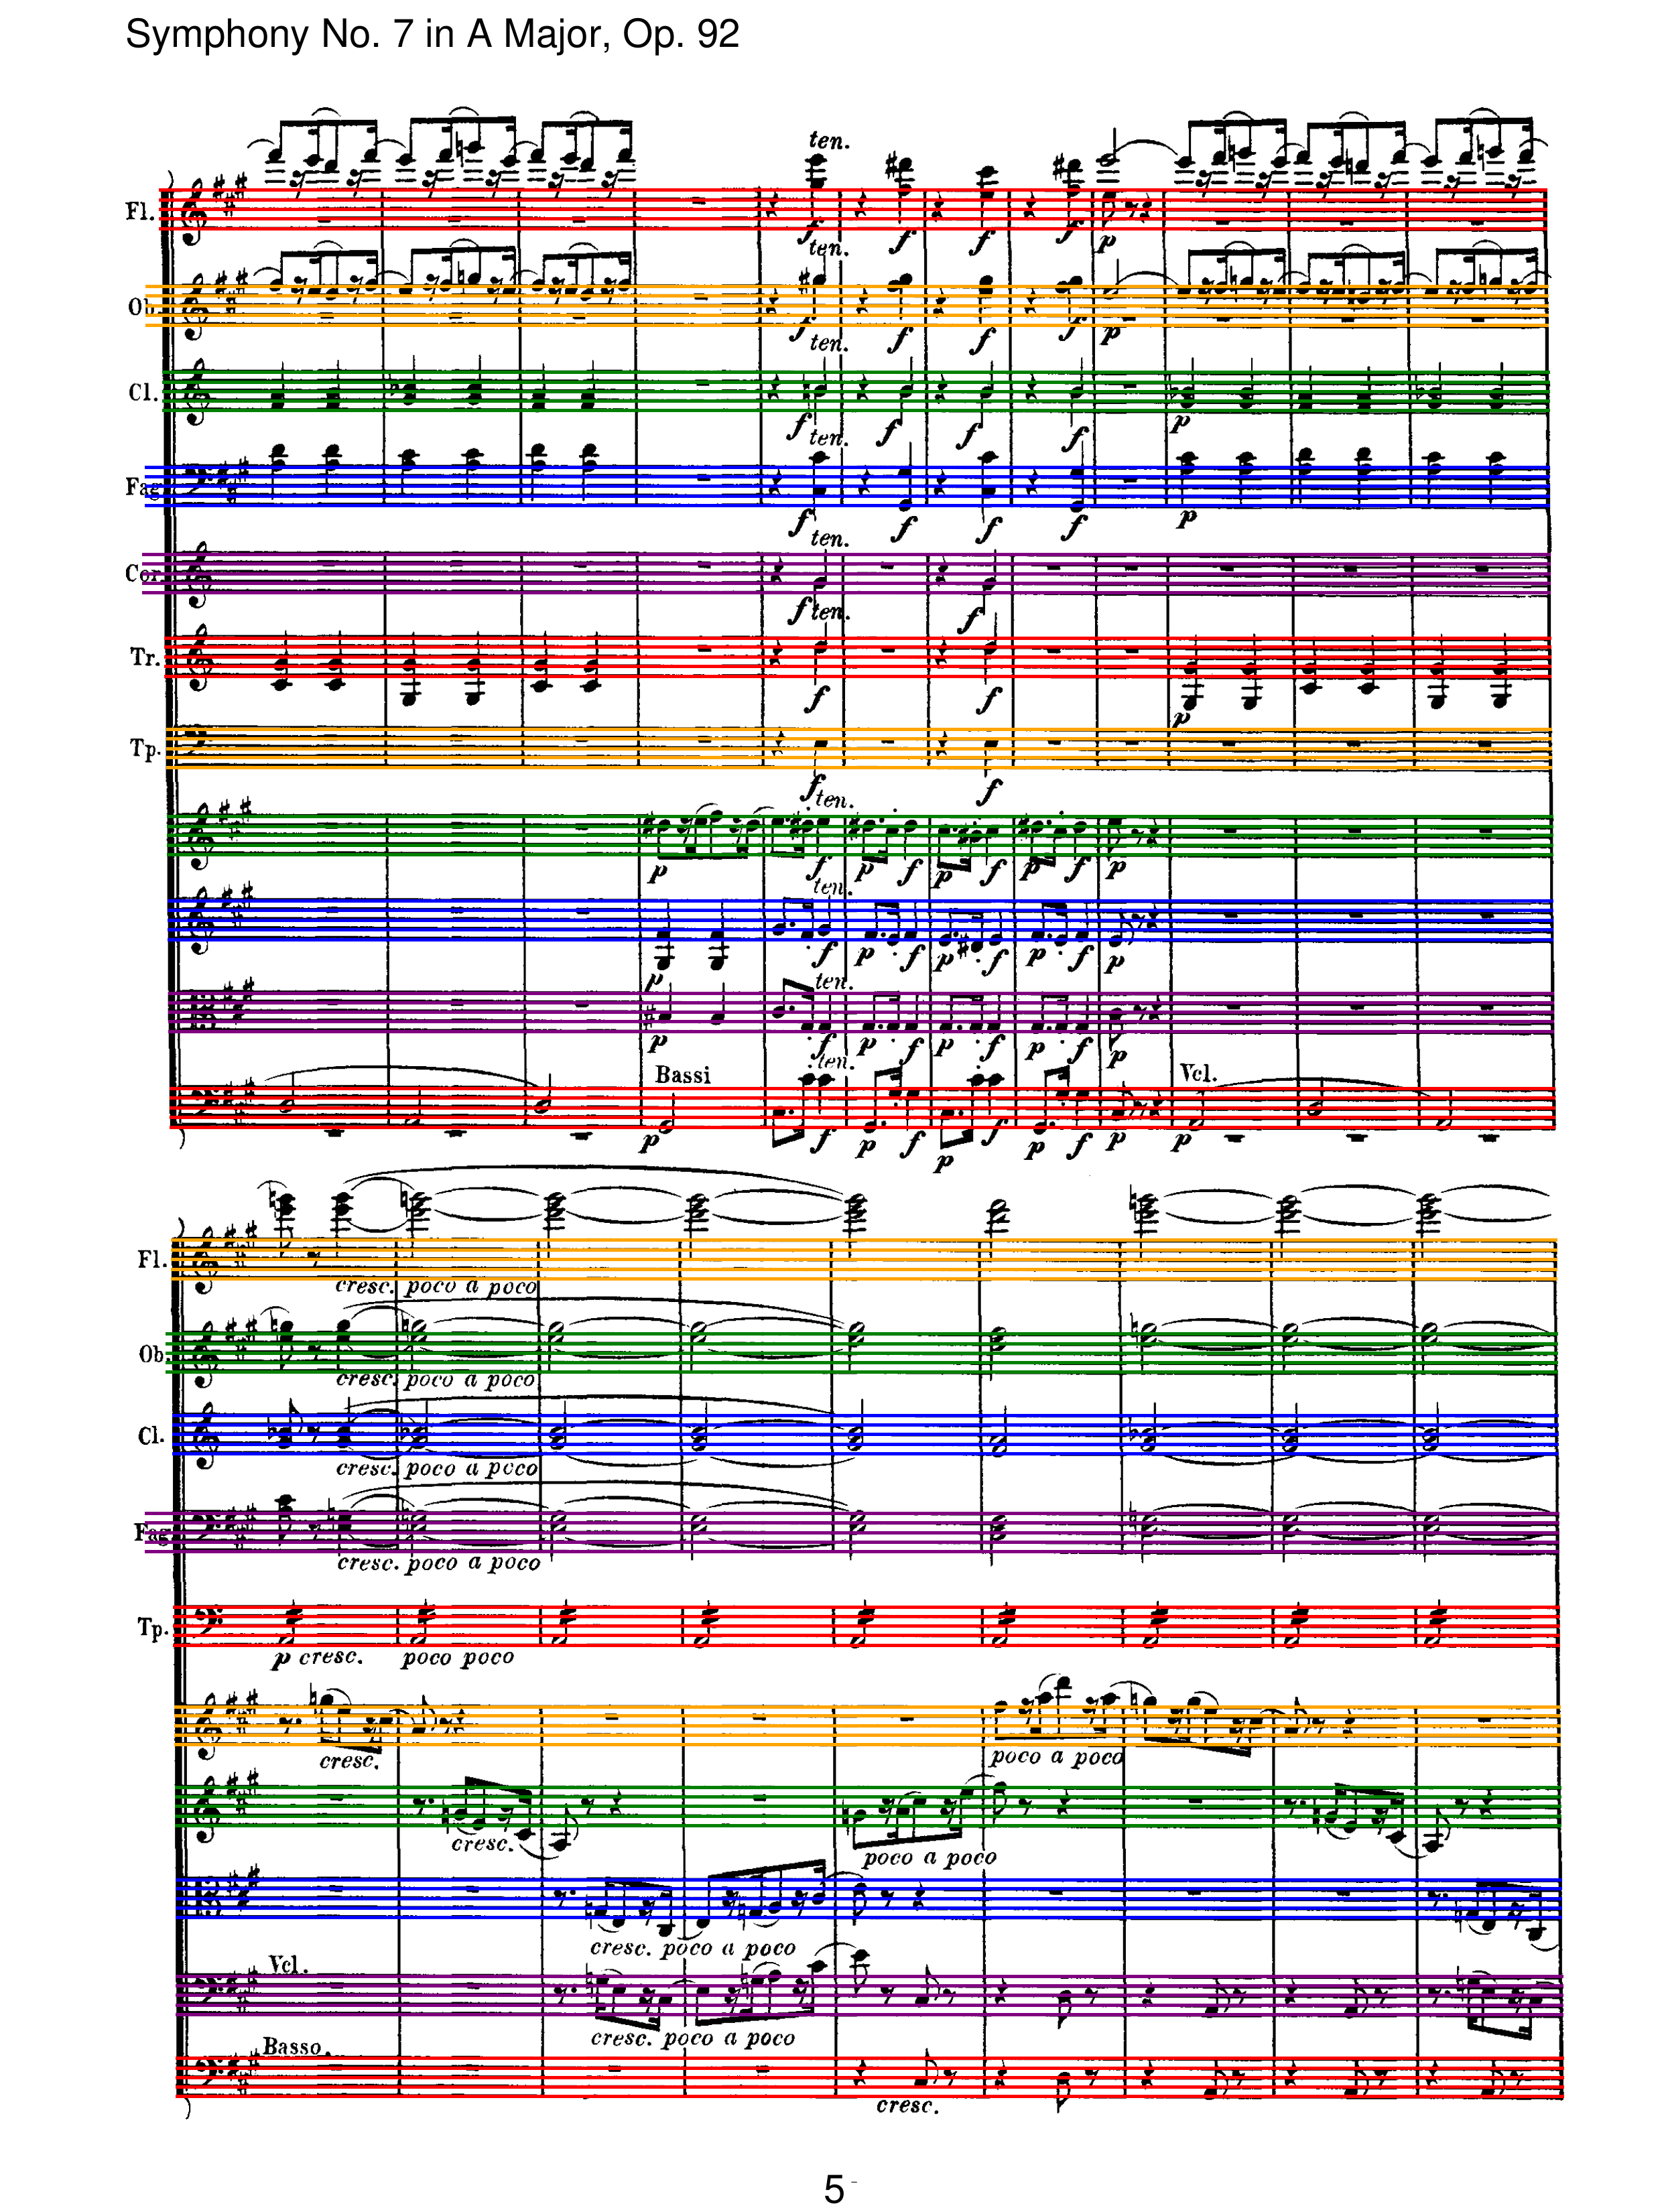 Symphony No. 7 in A Major, Op. 92
ten.
Fl.
f f f f p
ten.
Ob.
f f f f p
ten.
Cl.
f f f f p
ten.
Fag
f f f f p
ten.
Cor.
f f
ten.
Tr.
f f p
Tp.
f f
ten.
p f p f p f p f p
ten.
p f p f p f p f p
ten.
p f p f p f p f p
Bassi ten. Vcl.
p f p f p f p f p p
Fl.
cresc. poco a poco
Ob.
cresc. poco a poco
Cl.
cresc. poco a poco
Fag
cresc. poco a poco
Tp.
p cresc. poco poco
cresc. poco a poco
cresc. poco a poco
cresc. poco a poco
Vcl.
cresc. poco a poco
Basso.
cresc.
5